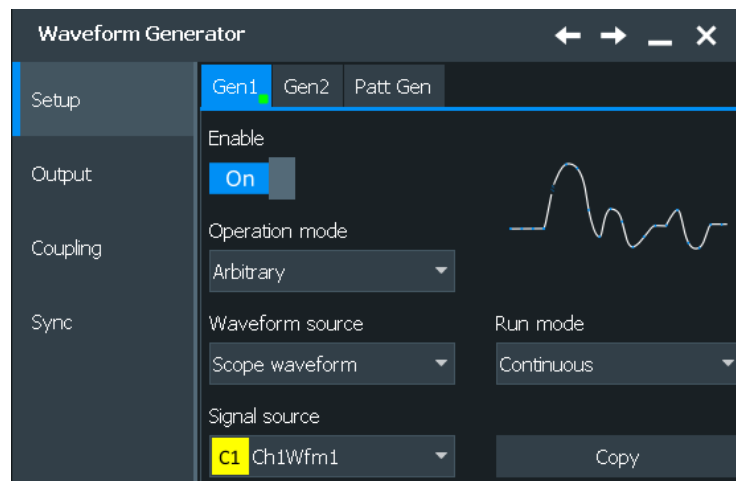 Waveform Generator
Setup
Gen1 Gen2 Patt Gen
Enable
Output
On
Operation mode
Coupling
Arbitrary
Sync
Waveform source Run mode
Scope waveform Continuous
Signal source
C1 Ch1Wfm1 Copy